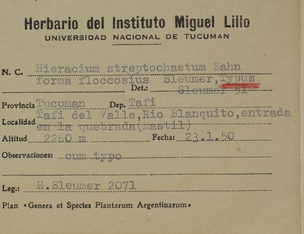 Herbario del Instituto Miguel Lillo
UNIVERSIDAD NACIONAL DE TUCUMAN
N. C. Hieracium streptochaetum Zahn
forma floccosius Sleumer, Typus
Det.: Sleumer 51
Provincia Tucuman Dep. Tafi
Localidad Tafi del Valle, Rio Blanquito, entrada
en la quebrada (Mastil)
Altitud 2260 m Fecha: 23.1.50
Observaciones: cum typo
Leg.: H. Sleumer 2071
Plan «Genera et Species Plantarum Argentinarum»